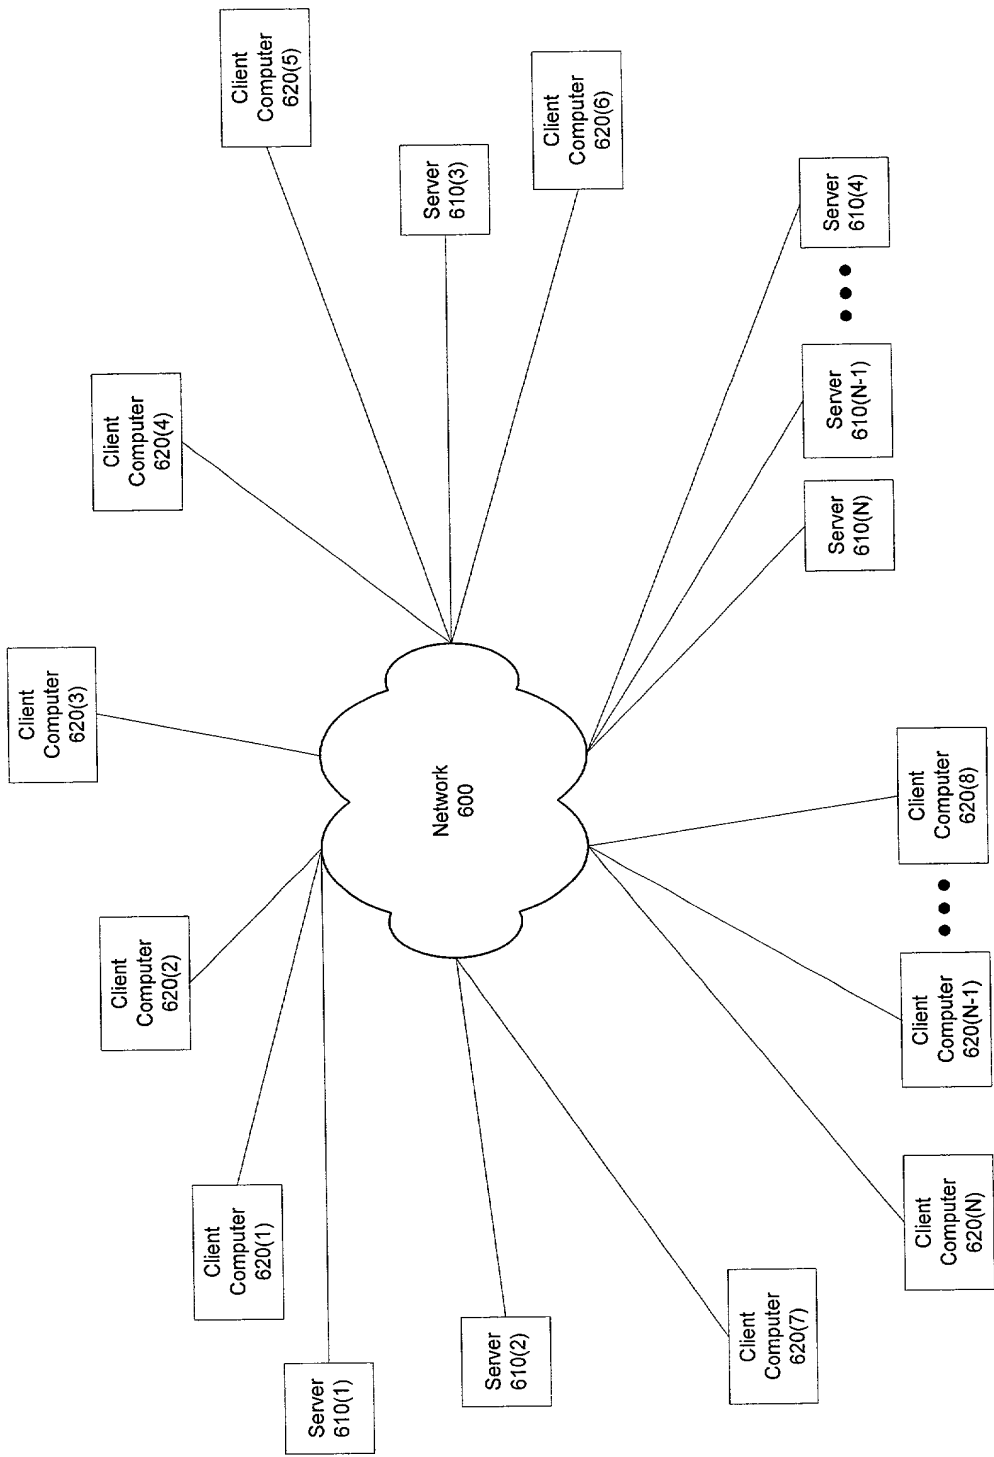 Client
Computer
620(5)
Client
Computer
620(6)
Server
610(3)
Client
Computer
620(4)
Server
610(4)
Server
610(N-1)
Server
610(N)
Client
Computer
620(3)
Network
600
Client
Computer
620(8)
Client
Computer
620(2)
Client
Computer
620(N-1)
Client
Computer
620(1)
Client
Computer
620(N)
Server
610(1)
Server
610(2)
Client
Computer
620(7)